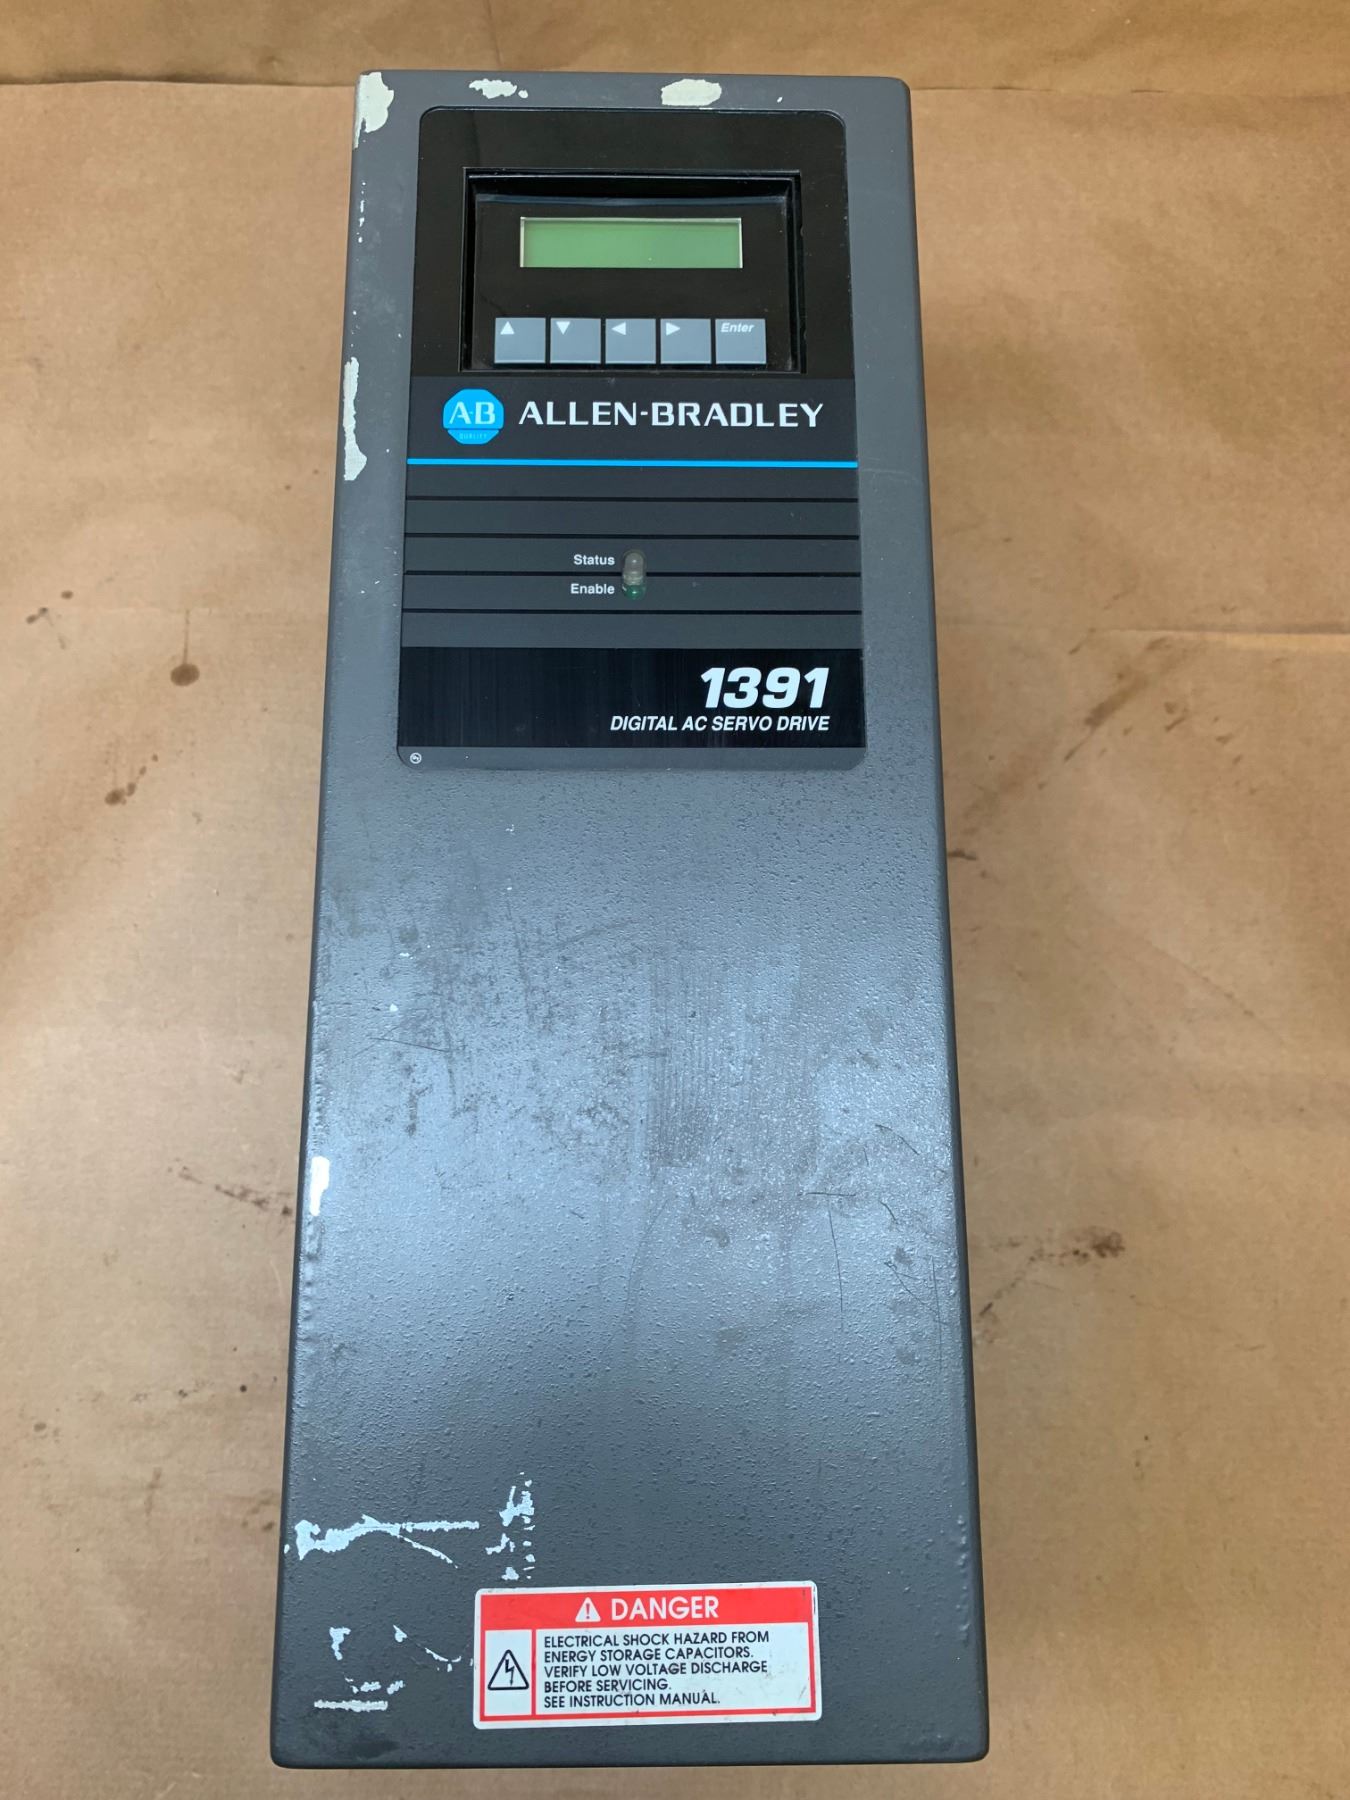 Enter
A-B
QUALITY
ALLEN-BRADLEY
Status
Enable
1391
DIGITAL AC SERVO DRIVE
DANGER
ELECTRICAL SHOCK HAZARD FROM
ENERGY STORAGE CAPACITORS.
VERIFY LOW VOLTAGE DISCHARGE
BEFORE SERVICING.
SEE INSTRUCTION MANUAL.